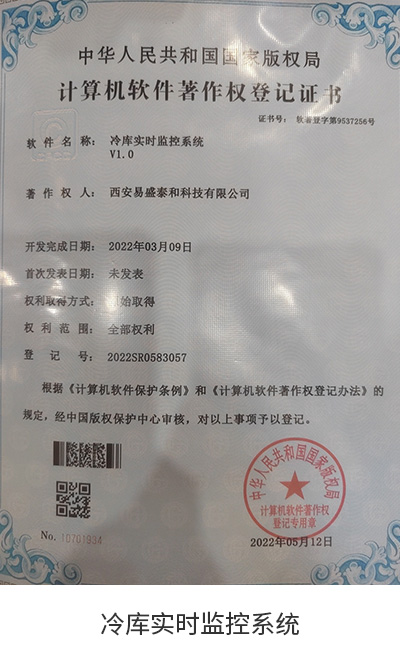 中华人民共和国国家版权局
计算机软件著作权登记证书
证书号: 软著登字第9537256号
软件名称: 冷库实时监控系统
V1.0
著作权人: 西安易盛泰和科技有限公司
开发完成日期: 2022年03月09日
首次发表日期: 未发表
权利取得方式: 原始取得
权利范围: 全部权利
登记号: 2022SR0583057
根据《计算机软件保护条例》和《计算机软件著作权登记办法》的
规定,经中国版权保护中心审核,对以上事项予以登记。
中华人民共和国国家版权局
计算机软件著作权
登记专用章
No. 10701934
2022年05月12日
冷库实时监控系统